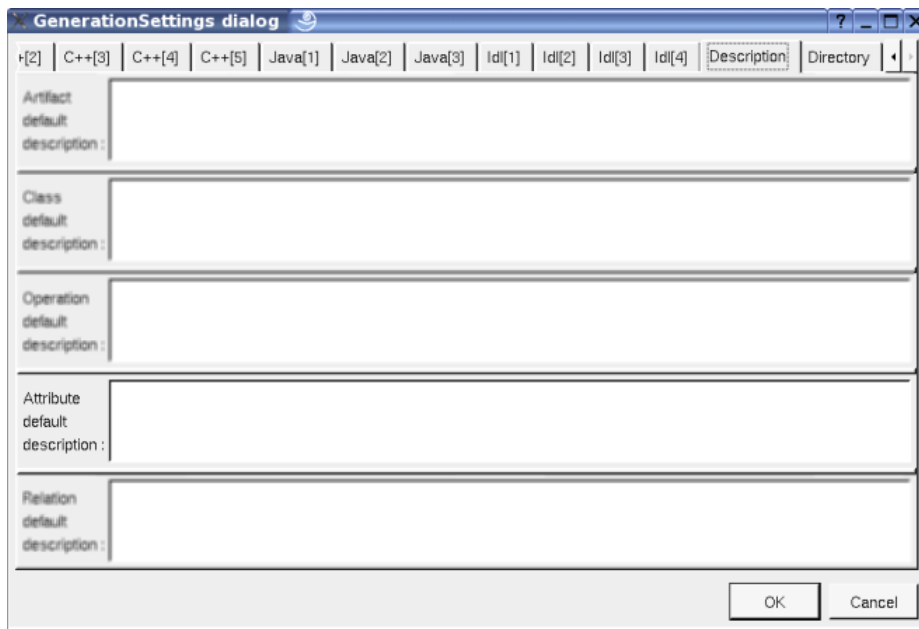 GenerationSettings dialog
+[2] C++[3] C++[4] C++[5] Java[1] Java[2] Java[3] Idl[1] Idl[2] Idl[3] Idl[4] Description Directory
Artifact
default
description :
Class
default
description :
Operation
default
description :
Attribute
default
description :
Relation
default
description :
OK Cancel